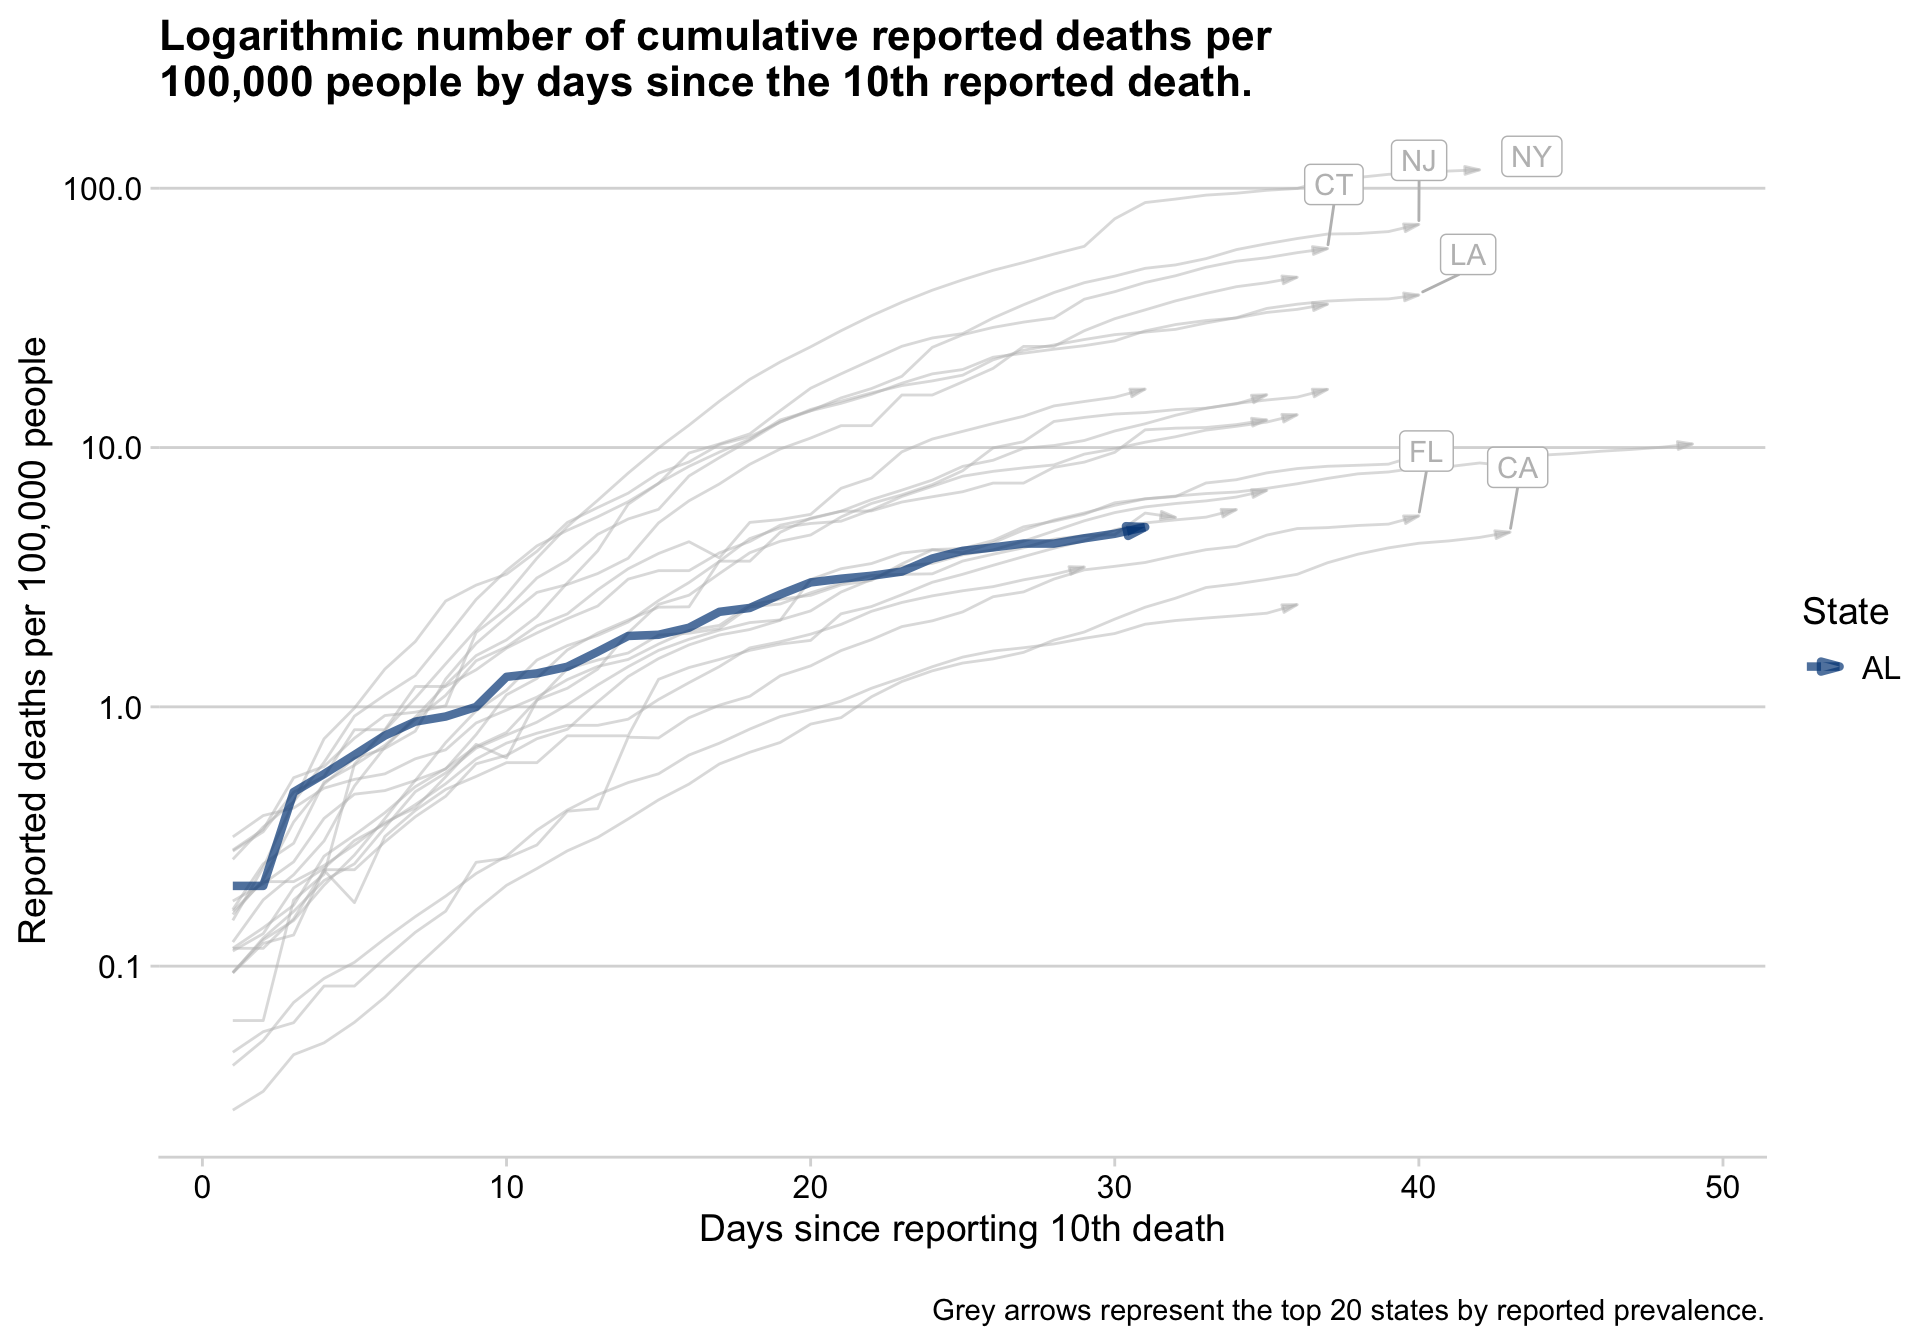 Logarithmic number of cumulative reported deaths per
100,000 people by days since the 10th reported death.
NY
NJ
CT
LA
FL
CA
100.0
10.0
1.0
0.1
Reported deaths per 100,000 people
0 10 20 30 40 50
Days since reporting 10th death
State
AL
Grey arrows represent the top 20 states by reported prevalence.